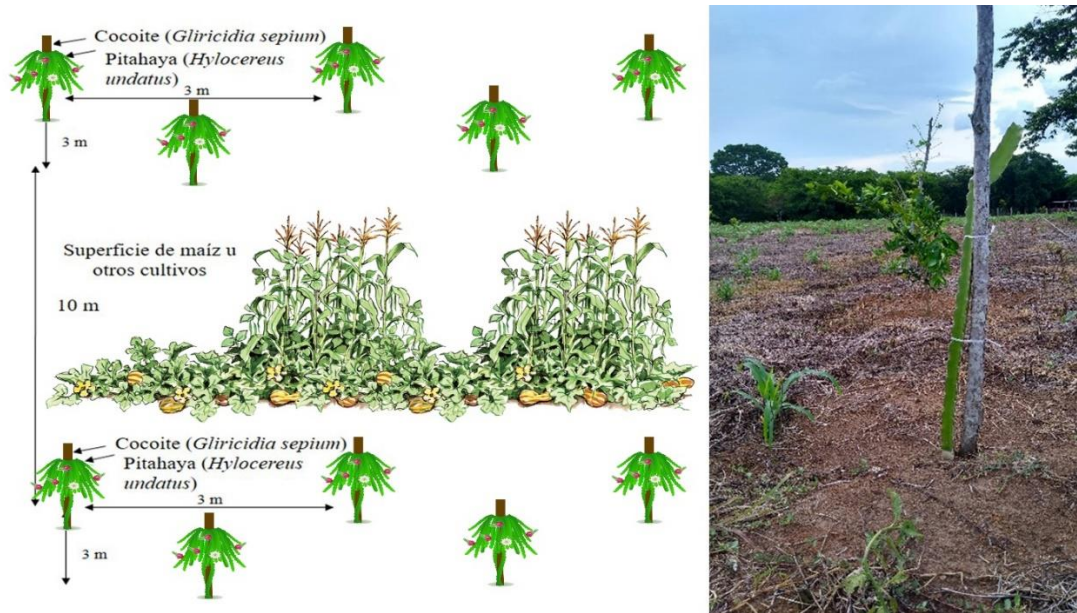 Cocoite (Gliricidia sepium)
Pitahaya (Hylocereus
undatus)
3 m
3 m
Superficie de maíz u
otros cultivos
10 m
Cocoite (Gliricidia sepium)
Pitahaya (Hylocereus
undatus)
3 m
3 m